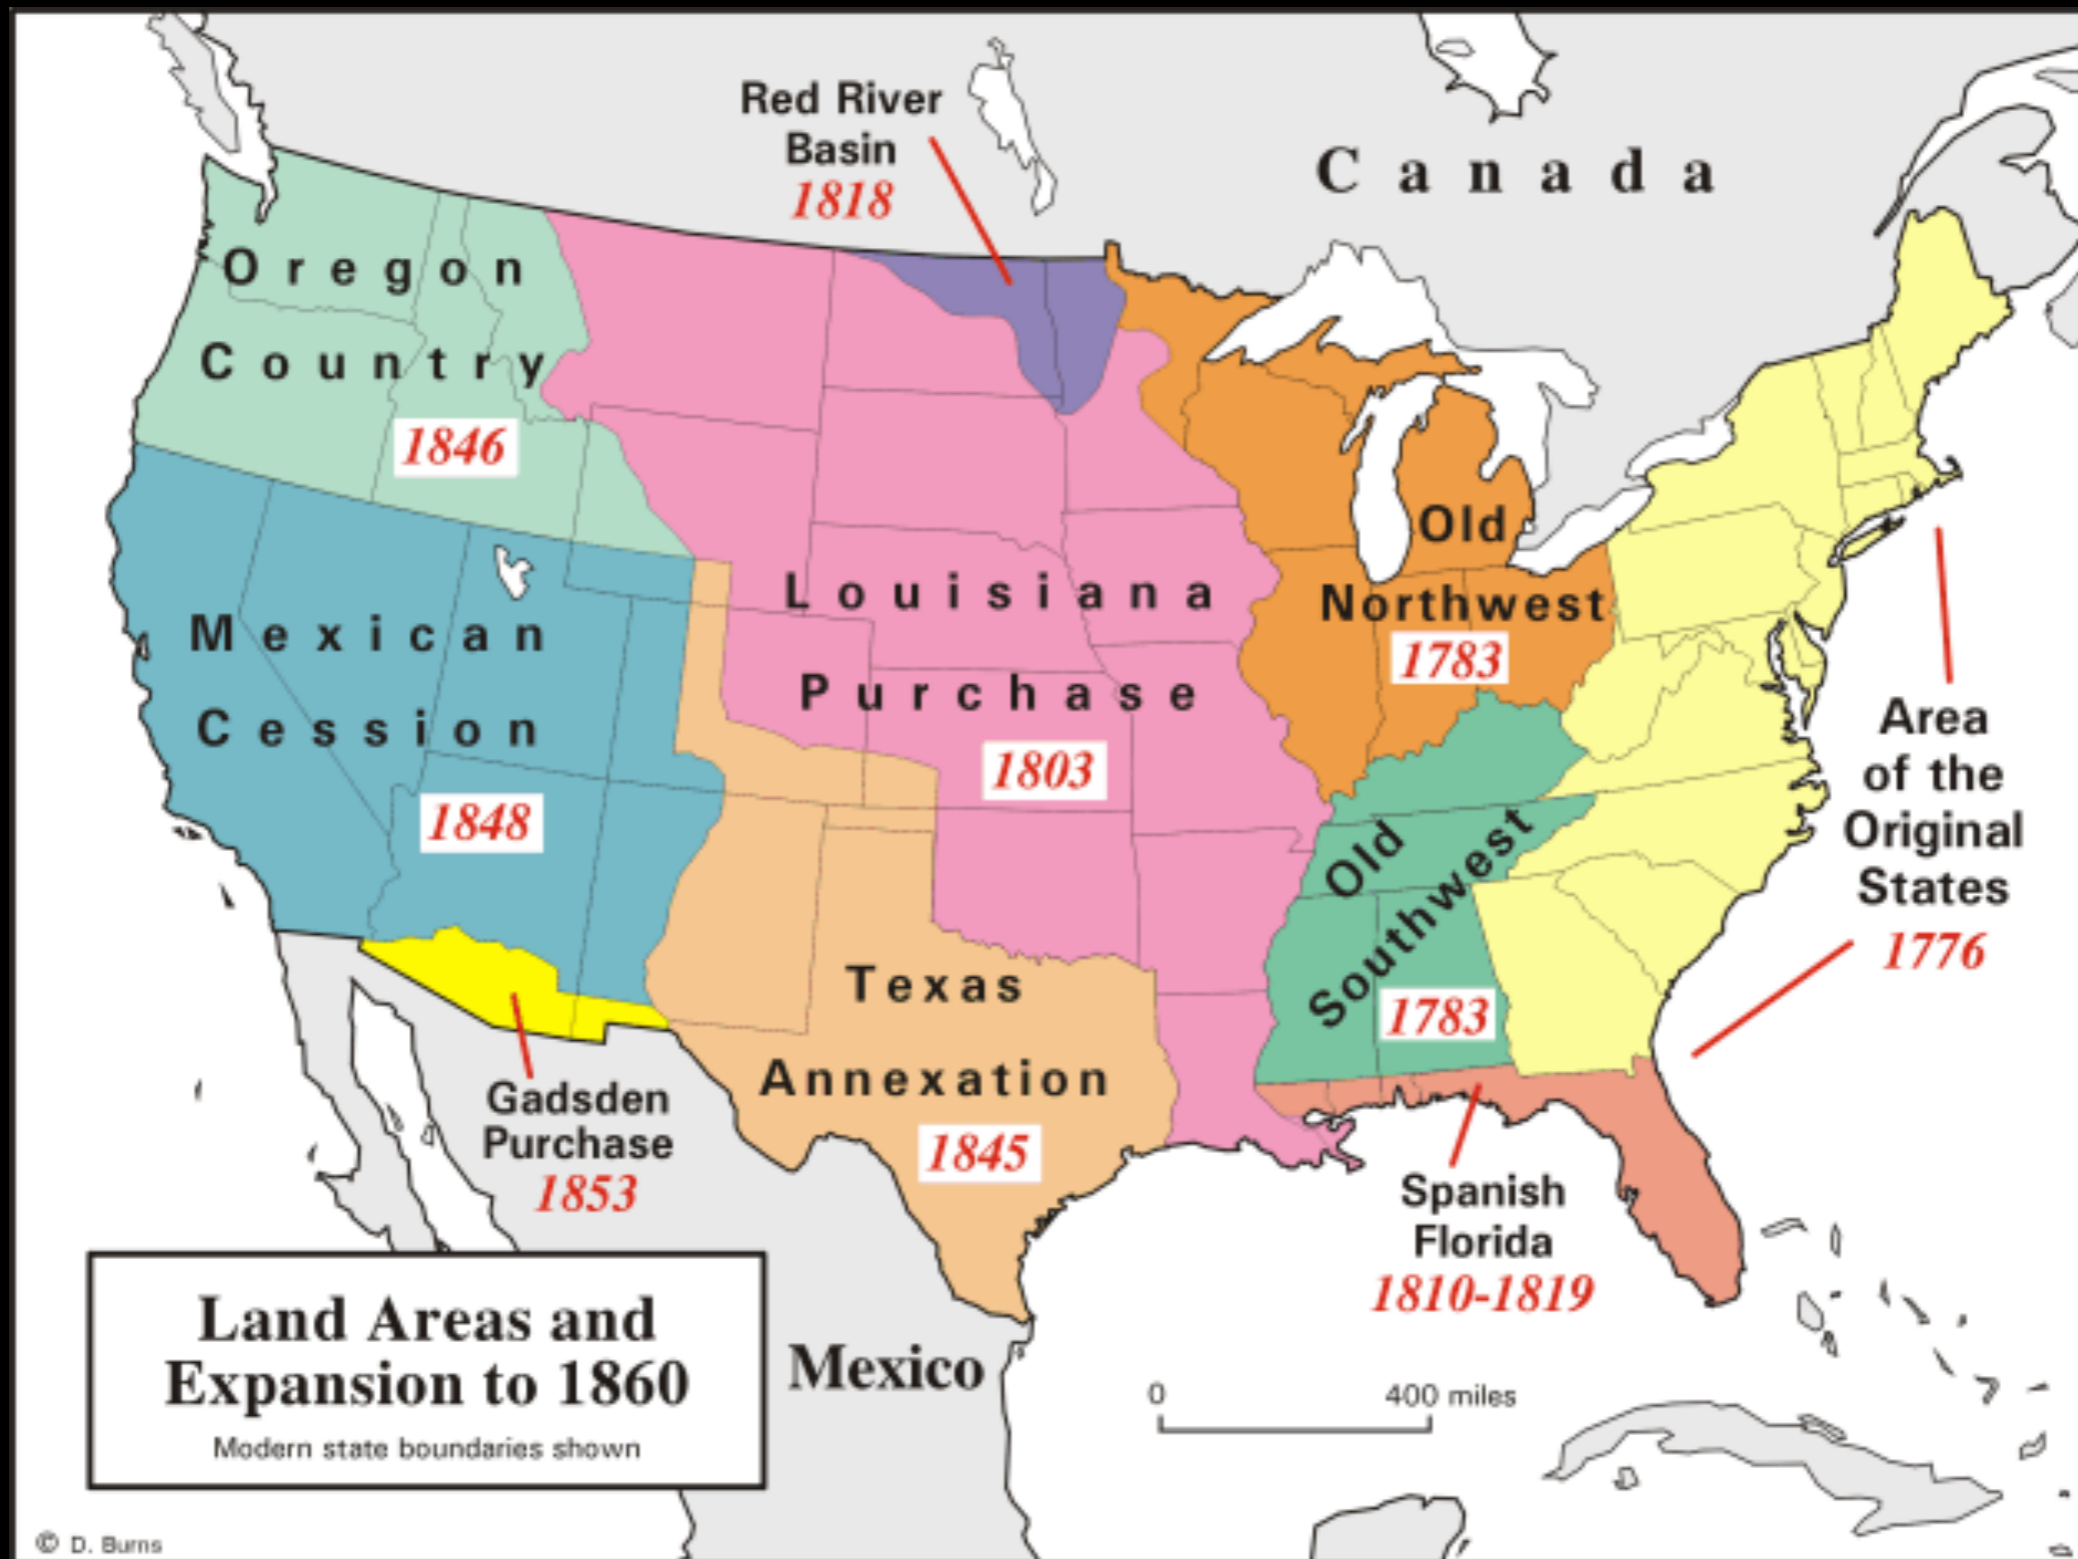 Red River
Basin
1818
Canada
Oregon
Country
1846
Old
Northwest
1783
Louisiana
Purchase
1803
Mexican
Cession
1848
Area
of the
Original
States
1776
Old
Southwest
1783
Texas
Annexation
1845
Gadsden
Purchase
1853
Spanish
Florida
1810-1819
Land Areas and
Expansion to 1860
Modern state boundaries shown
Mexico
0 400 miles
© D. Burns